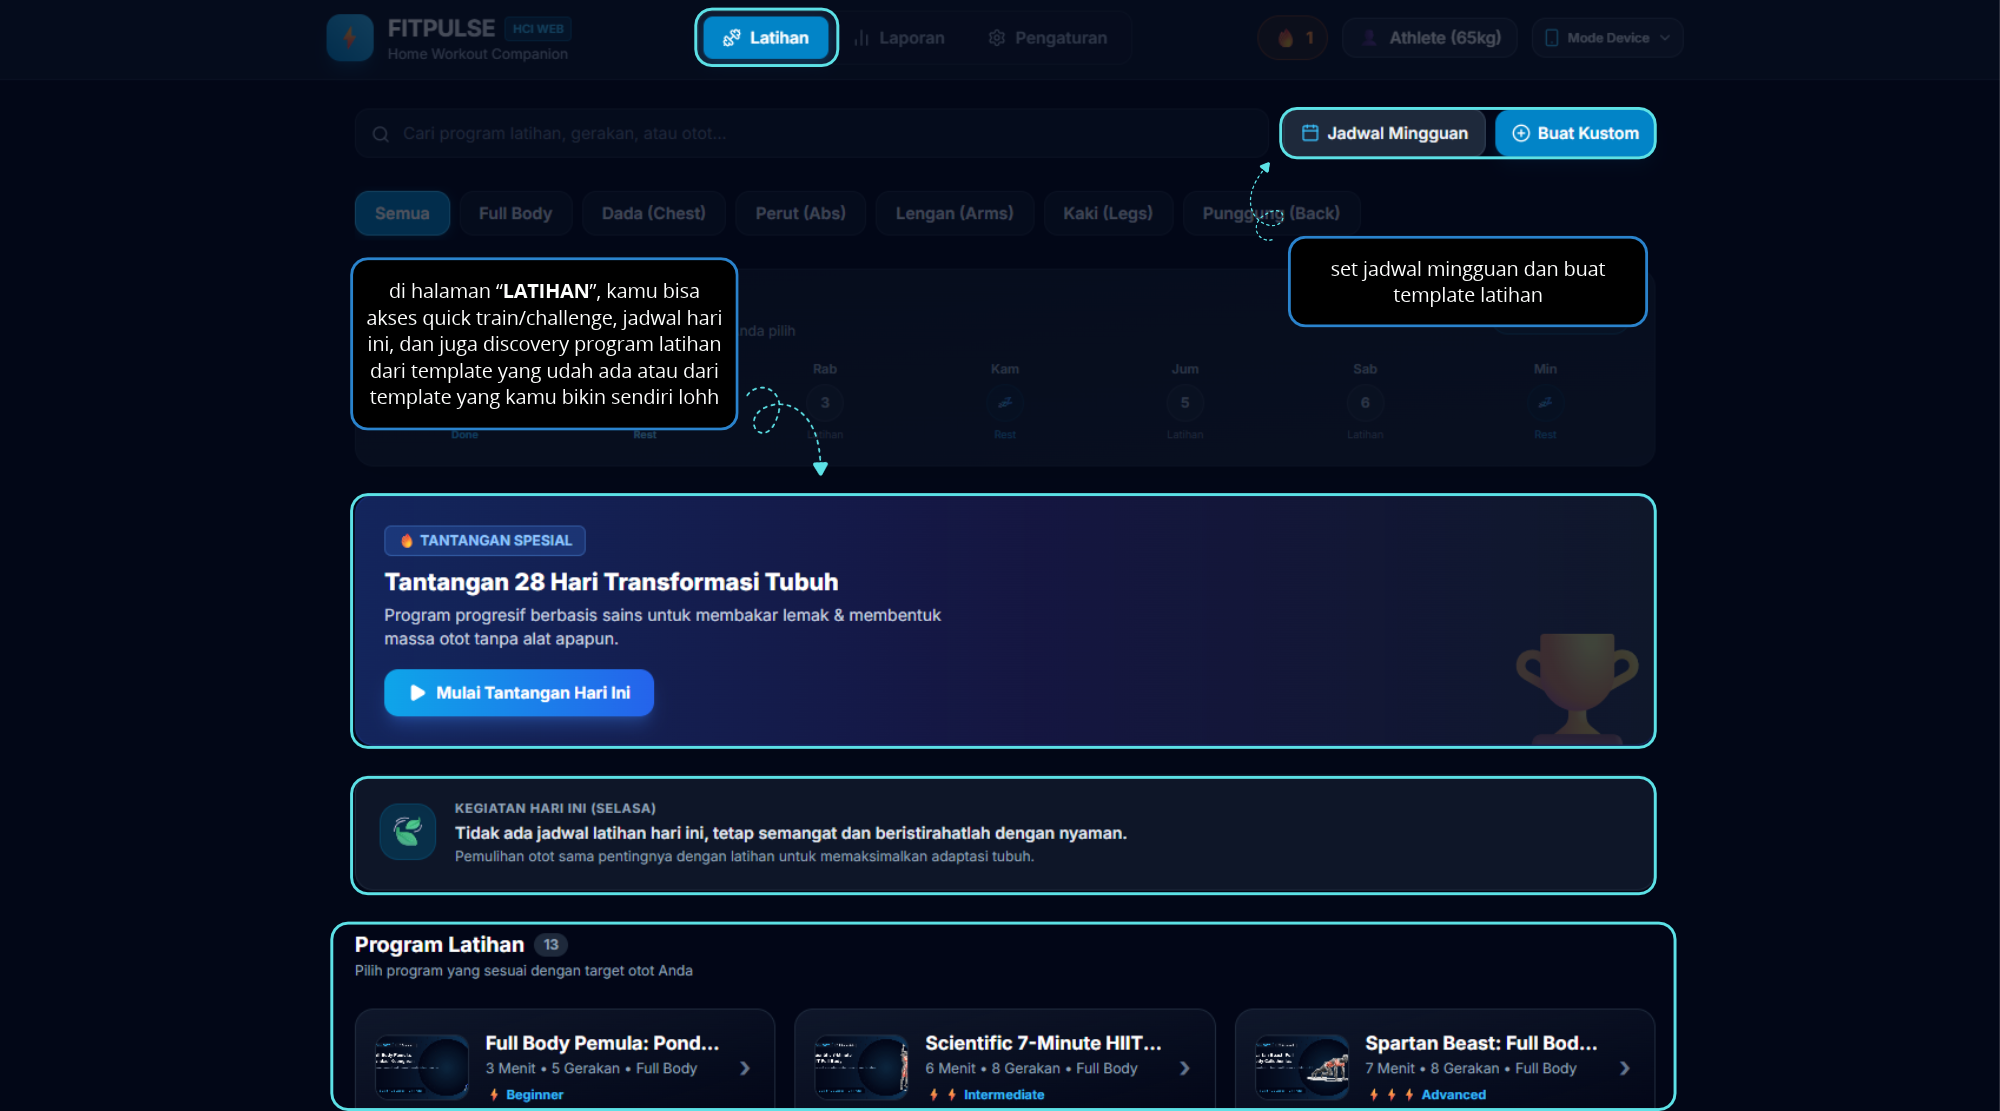 FITPULSE HCI WEB
Home Workout Companion
Latihan
Laporan
Pengaturan
1
Athlete (65kg)
Mode Device
Cari program latihan, gerakan, atau otot...
Jadwal Mingguan
Buat Kustom
Semua
Full Body
Dada (Chest)
Perut (Abs)
Lengan (Arms)
Kaki (Legs)
Punggung (Back)
set jadwal mingguan dan buat
template latihan
di halaman “LATIHAN”, kamu bisa
akses quick train/challenge, jadwal hari
ini, dan juga discovery program latihan
dari template yang udah ada atau dari
template yang kamu bikin sendiri lohh
pilih
Rab
Kam
Jum
Sab
Min
3
5
6
Done
Rest
Latihan
Rest
Latihan
Latihan
Rest
TANTANGAN SPESIAL
Tantangan 28 Hari Transformasi Tubuh
Program progresif berbasis sains untuk membakar lemak & membentuk
massa otot tanpa alat apapun.
Mulai Tantangan Hari Ini
KEGIATAN HARI INI (SELASA)
Tidak ada jadwal latihan hari ini, tetap semangat dan beristirahatlah dengan nyaman.
Pemulihan otot sama pentingnya dengan latihan untuk memaksimalkan adaptasi tubuh.
Program Latihan 13
Pilih program yang sesuai dengan target otot Anda
Full Body Pemula: Pond...
3 Menit • 5 Gerakan • Full Body
Beginner
Scientific 7-Minute HIIT...
6 Menit • 8 Gerakan • Full Body
Intermediate
Spartan Beast: Full Bod...
7 Menit • 8 Gerakan • Full Body
Advanced